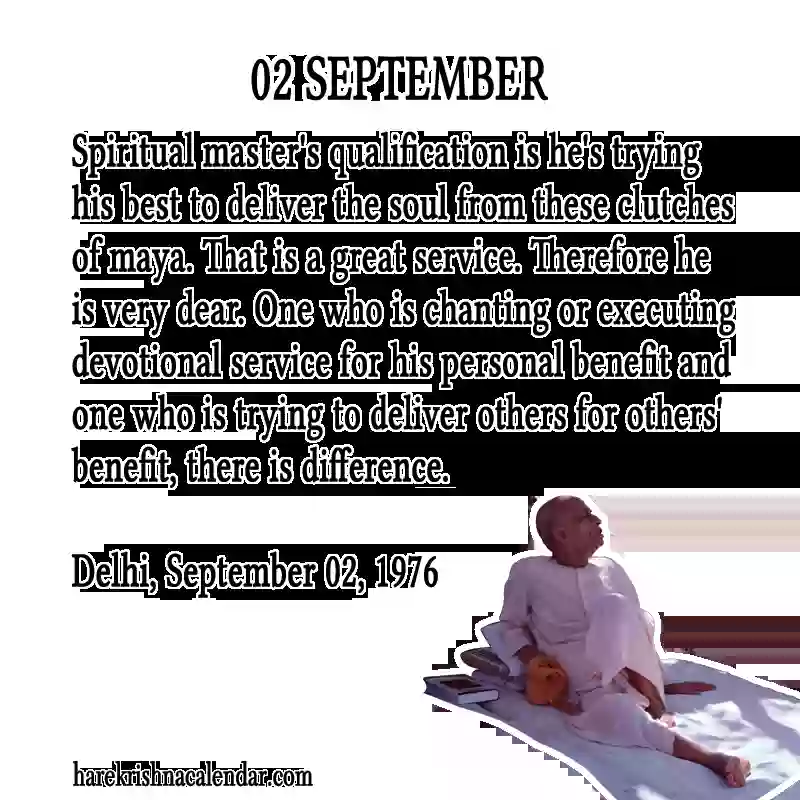 02 SEPTEMBER
Spiritual master's qualification is he's trying
his best to deliver the soul from these clutches
of maya. That is a great service. Therefore he
is very dear. One who is chanting or executing
devotional service for his personal benefit and
one who is trying to deliver others for others'
benefit, there is difference.
Delhi, September 02, 1976
harekrishnacalendar.com